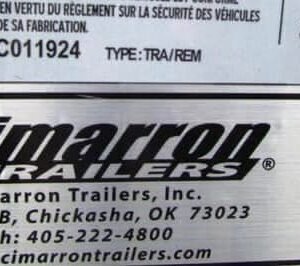 EN VERTU DU RÈGLEMENT SUR LA SÉCURITÉ DES VÉHICULES
DE SA FABRICATION.
C011924 TYPE:TRA/REM
imarron
TRAILERS ®
arron Trailers, Inc.
B, Chickasha, OK 73023
h: 405-222-4800
cimarrontrailers.com